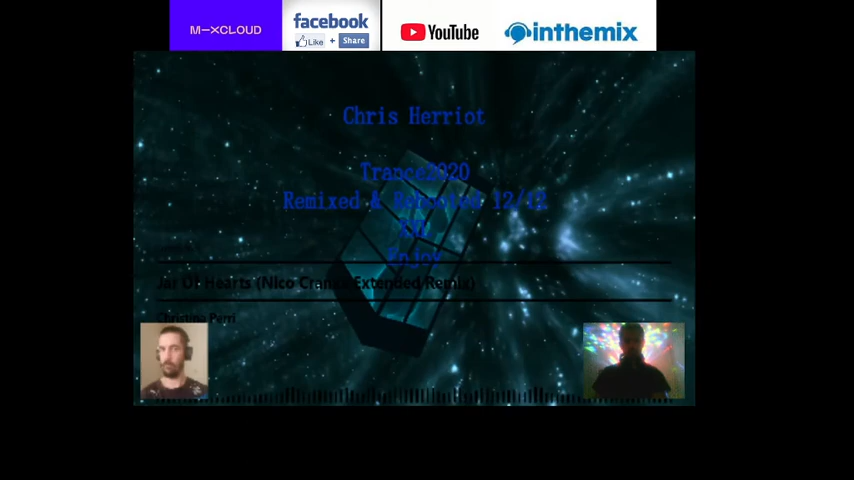 M-XCLOUD
facebook
Like + Share
YouTube
inthemix
Chris Herriot
Trance2020
Remixed & Rebooted 12/12
Enjoy
Jar Of Hearts (Nico Cranx Extended Remix)
Christina Perri